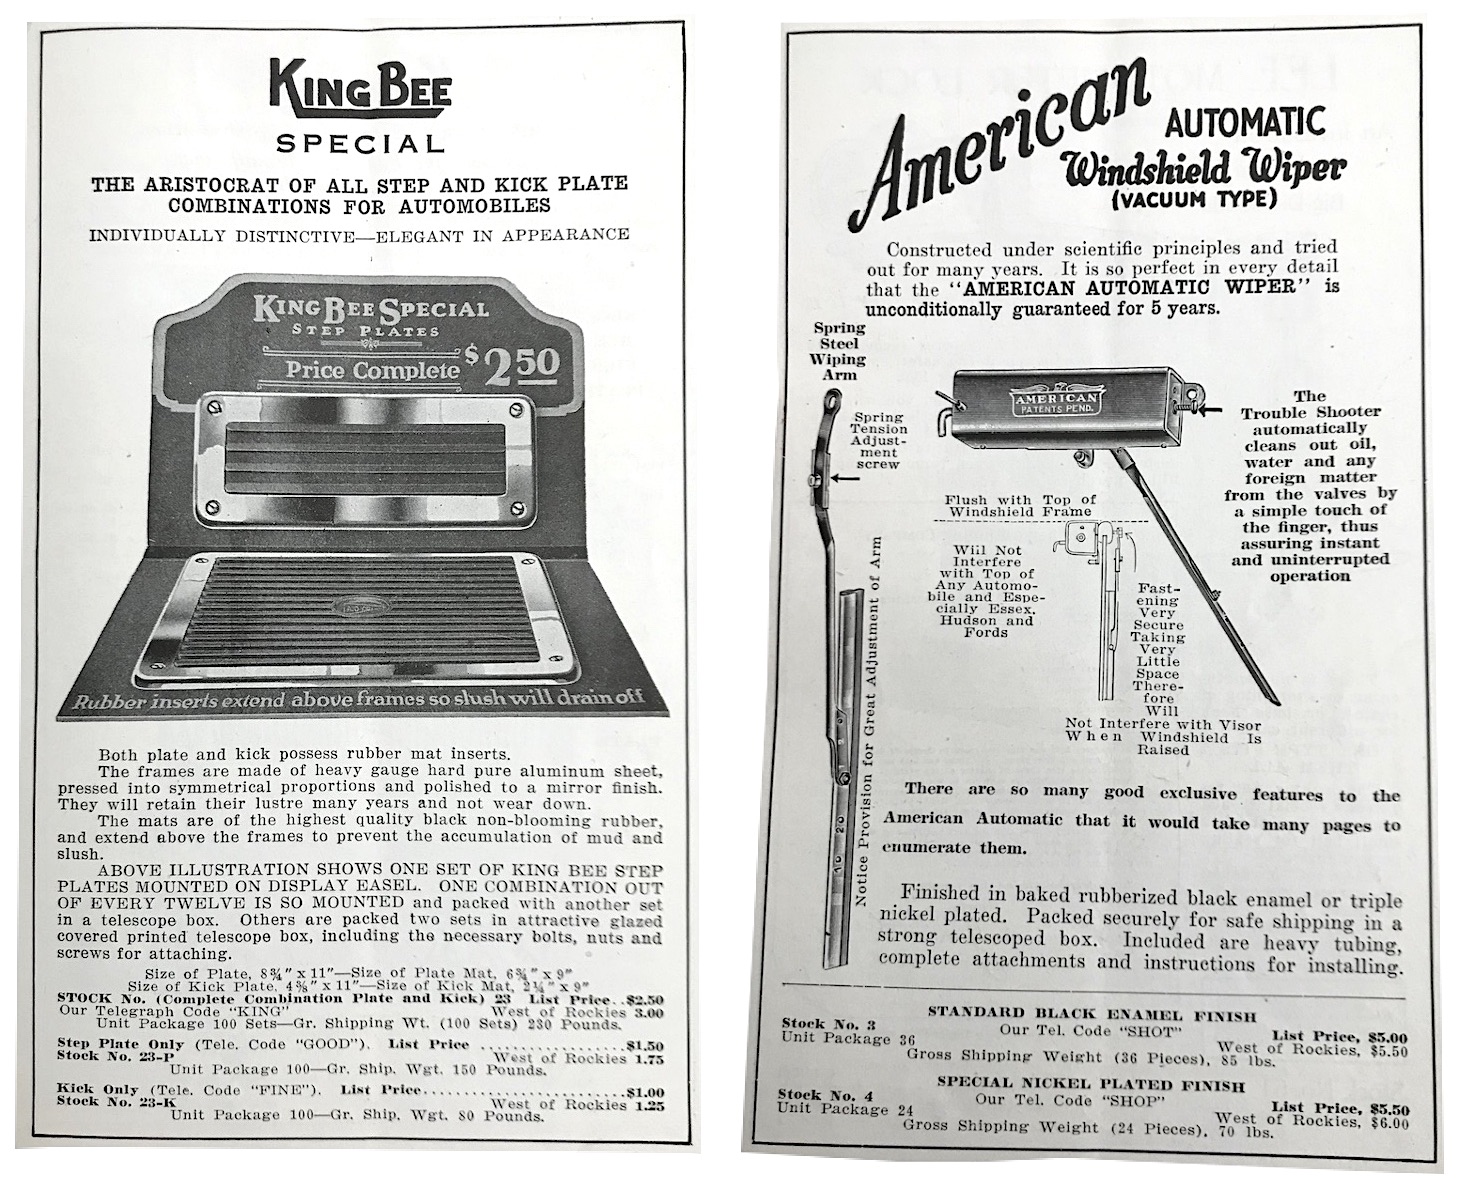 KING BEE
SPECIAL
THE ARISTOCRAT OF ALL STEP AND KICK PLATE
COMBINATIONS FOR AUTOMOBILES
INDIVIDUALLY DISTINCTIVE—ELEGANT IN APPEARANCE
KING BEE SPECIAL
STEP PLATES
Price Complete $2.50
Rubber inserts extend above frames so slush will drain off
Both plate and kick possess rubber mat inserts.
The frames are made of heavy gauge hard pure aluminum sheet,
pressed into symmetrical proportions and polished to a mirror finish.
They will retain their lustre many years and not wear down.
The mats are of the highest quality black non-blooming rubber,
and extend above the frames to prevent the accumulation of mud and
slush.
ABOVE ILLUSTRATION SHOWS ONE SET OF KING BEE STEP
PLATES MOUNTED ON DISPLAY EASEL. ONE COMBINATION OUT
OF EVERY TWELVE IS SO MOUNTED and packed with another set
in a telescope box. Others are packed two sets in attractive glazed
covered printed telescope box, including the necessary bolts, nuts and
screws for attaching.
Size of Plate, 8¾" x 11"—Size of Plate Mat, 6¾" x 9"
Size of Kick Plate, 4⅜" x 11"—Size of Kick Mat, 2¼" x 9"
STOCK No. (Complete Combination Plate and Kick) 23 List Price..$2.50
Our Telegraph Code "KING" West of Rockies 3.00
Unit Package 100 Sets—Gr. Shipping Wt. (100 Sets) 230 Pounds.
Step Plate Only (Tele. Code "GOOD"). List Price ..................$1.50
Stock No. 23-P West of Rockies 1.75
Unit Package 100—Gr. Ship. Wgt. 150 Pounds.
Kick Only (Tele. Code "FINE"). List Price.........................$1.00
Stock No. 23-K West of Rockies 1.25
Unit Package 100—Gr. Ship. Wgt. 80 Pounds.
American
AUTOMATIC
Windshield Wiper
(VACUUM TYPE)
Constructed under scientific principles and tried
out for many years. It is so perfect in every detail
that the "AMERICAN AUTOMATIC WIPER" is
unconditionally guaranteed for 5 years.
Spring
Steel
Wiping
Arm
Spring
Tension
Adjust-
ment
screw
AMERICAN
PATENTS PEND.
The
Trouble Shooter
automatically
cleans out oil,
water and any
foreign matter
from the valves by
a simple touch of
the finger, thus
assuring instant
and uninterrupted
operation
Flush with Top of
Windshield Frame
Will Not
Interfere
with Top of
Any Automo-
bile and Espe-
cially Essex,
Hudson and
Fords
Fast-
ening
Very
Secure
Taking
Very
Little
Space
There-
fore
Will
Not Interfere with Visor
When Windshield Is
Raised
Notice Provision for Great Adjustment of Arm
There are so many good exclusive features to the
American Automatic that it would take many pages to
enumerate them.
Finished in baked rubberized black enamel or triple
nickel plated. Packed securely for safe shipping in a
strong telescoped box. Included are heavy tubing,
complete attachments and instructions for installing.
STANDARD BLACK ENAMEL FINISH
Stock No. 3 Our Tel. Code "SHOT" List Price, $5.00
Unit Package 36 West of Rockies, $5.50
Gross Shipping Weight (36 Pieces), 85 lbs.
SPECIAL NICKEL PLATED FINISH
Stock No. 4 Our Tel. Code "SHOP" List Price, $5.50
Unit Package 24 West of Rockies, $6.00
Gross Shipping Weight (24 Pieces), 70 lbs.